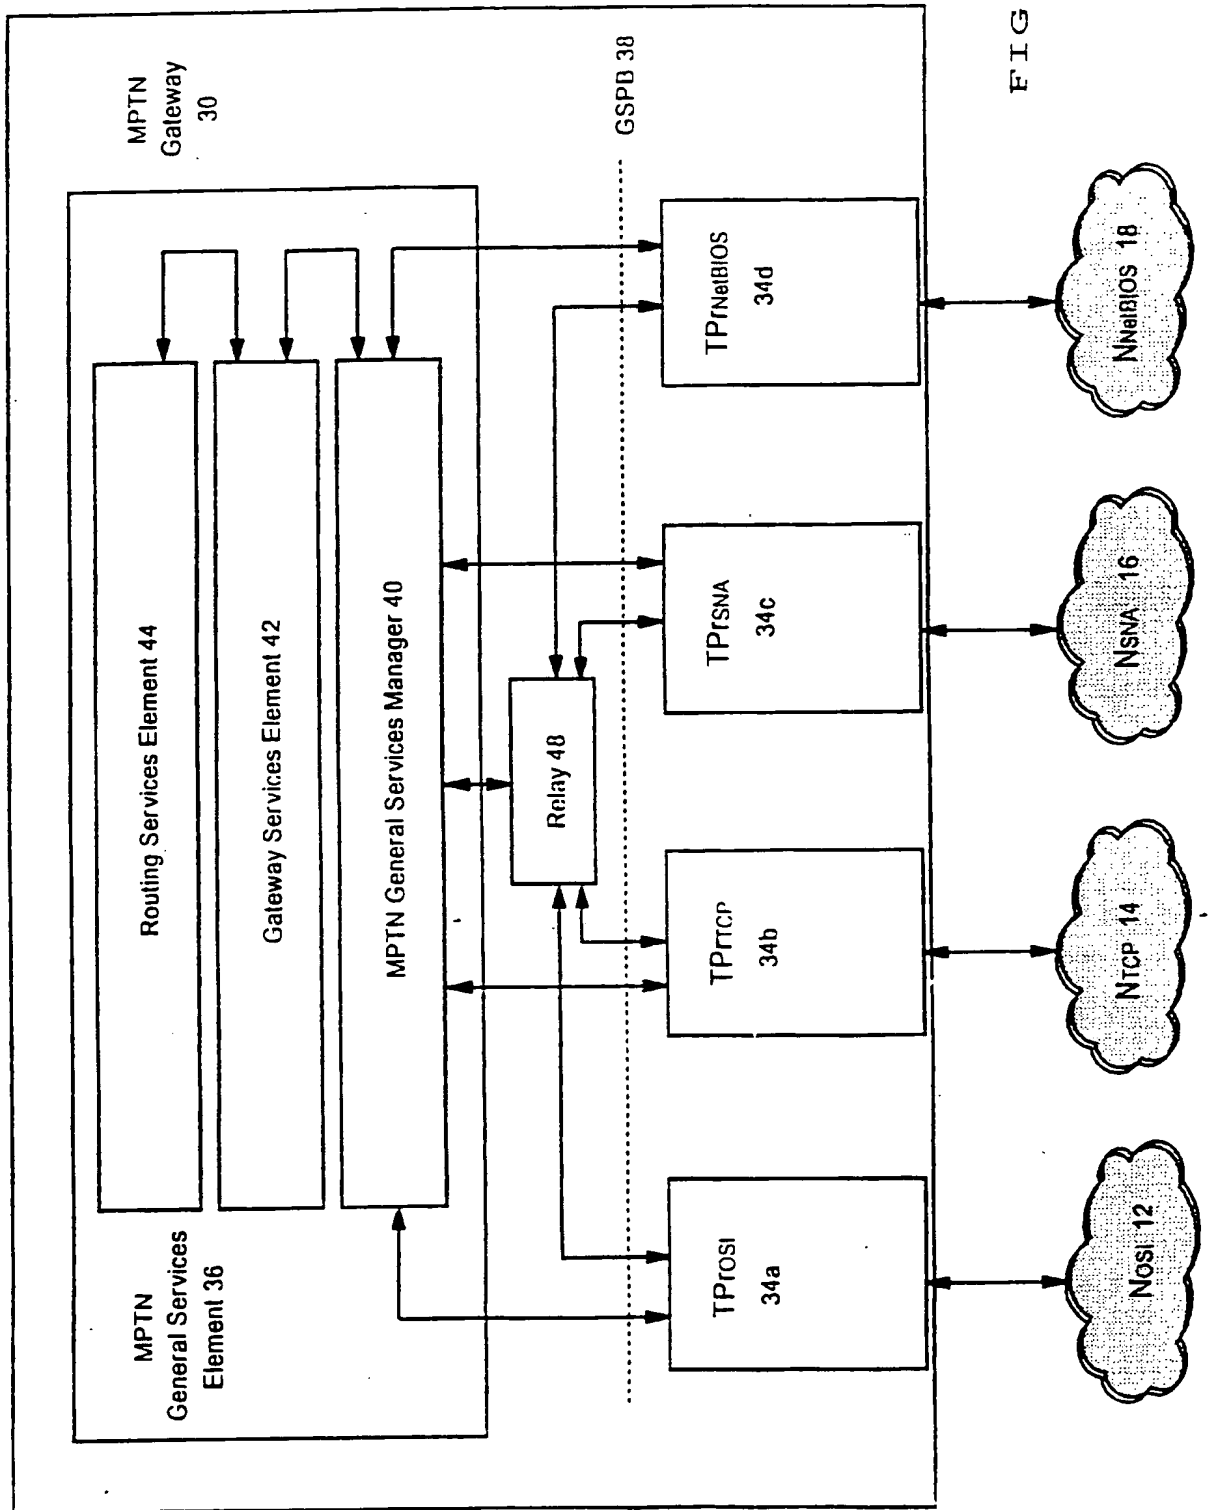 MPTN
Gateway
30
MPTN
General Services
Element 36
Routing Services Element 44
Gateway Services Element 42
MPTN General Services Manager 40
Relay 48
GSPB 38
TPrOSI
34a
TPrTCP
34b
TPrSNA
34c
TPrNetBIOS
34d
NOSI 12
NTCP 14
NSNA 16
NNetBIOS 18
FIG